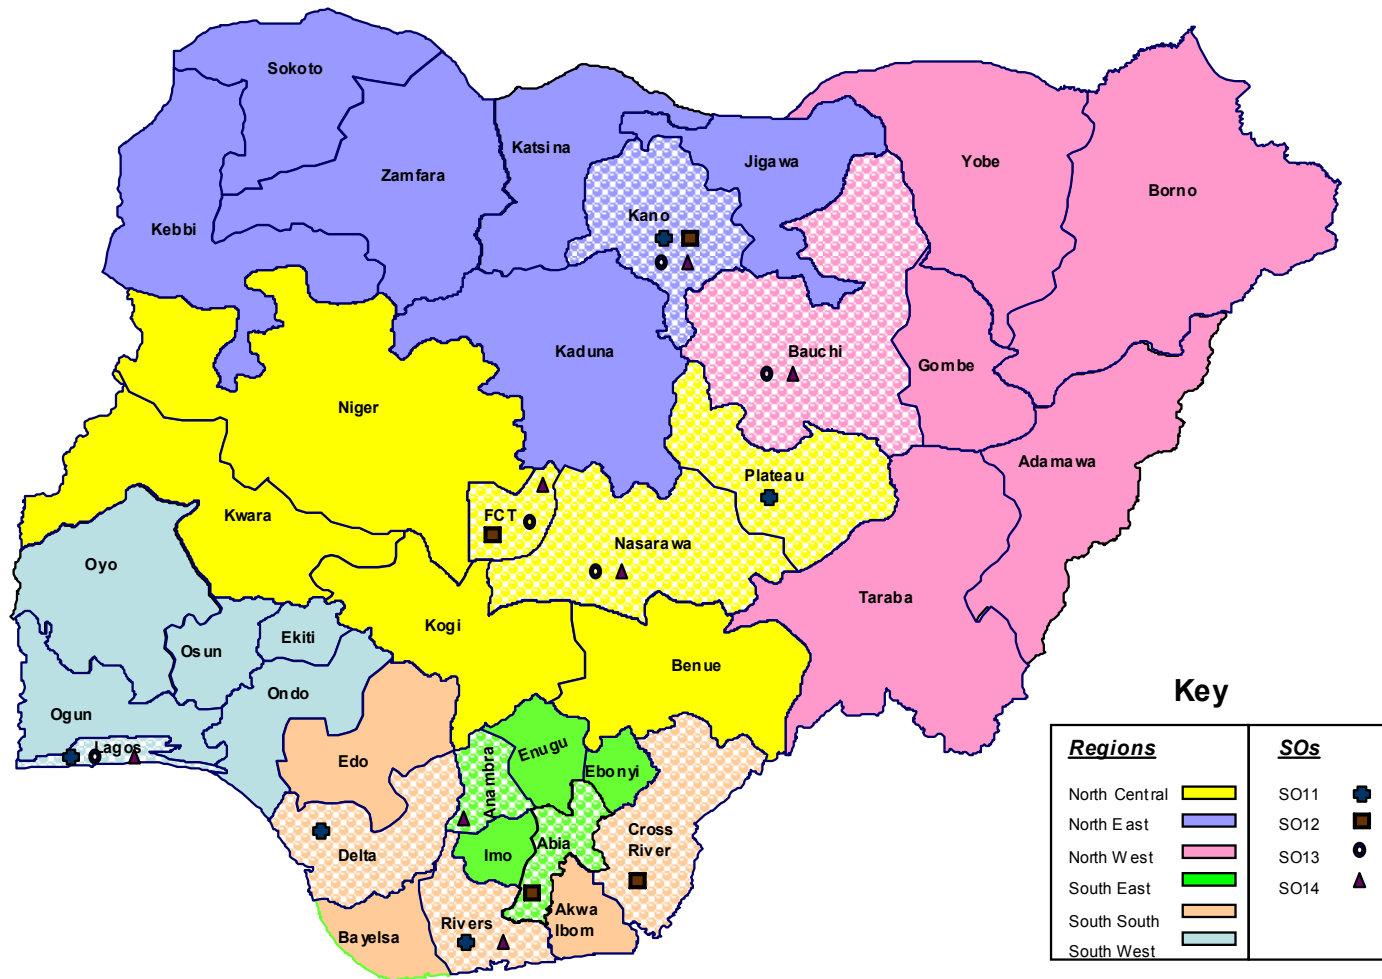 Sokoto
Katsina
Zamfara
Jigawa
Yobe
Borno
Kebbi
Kano
Kaduna
Bauchi
Gombe
Niger
Adamawa
Plateau
Kwara
FCT
Nasarawa
Oyo
Taraba
Kogi
Ekiti
Osun
Benue
Ondo
Ogun
Lagos
Edo
Enugu
Ebonyi
Anambra
Delta
Imo
Abia
Cross
River
Bayelsa
Rivers
Akwa
Ibom
Key
Regions
North Central
North East
North West
South East
South South
South West
SOs
SO11
SO12
SO13
SO14